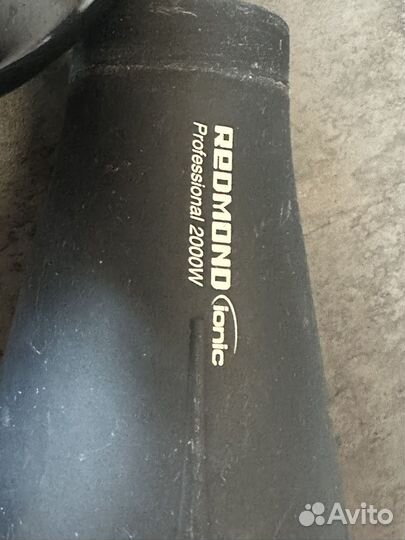 REDMOND ionic
Professional 2000W
Avito